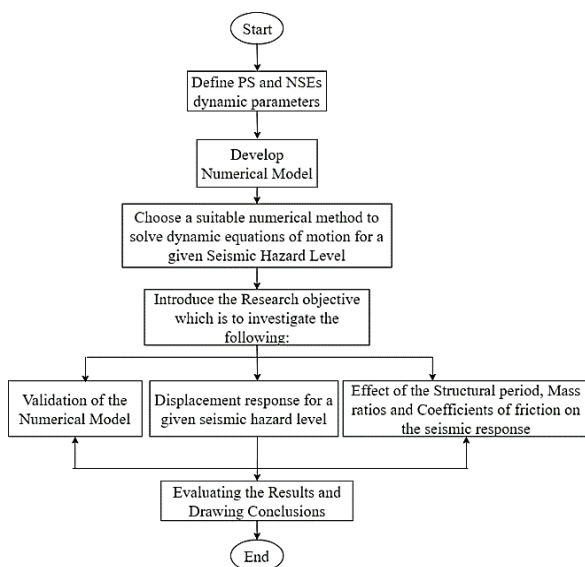 Start
Define PS and NSEs
dynamic parameters
Develop
Numerical Model
Choose a suitable numerical method to
solve dynamic equations of motion for a
given Seismic Hazard Level
Introduce the Research objective
which is to investigate the
following:
Validation of the
Numerical Model
Displacement response for a
given seismic hazard level
Effect of the Structural period, Mass
ratios and Coefficients of friction on
the seismic response
Evaluating the Results and
Drawing Conclusions
End